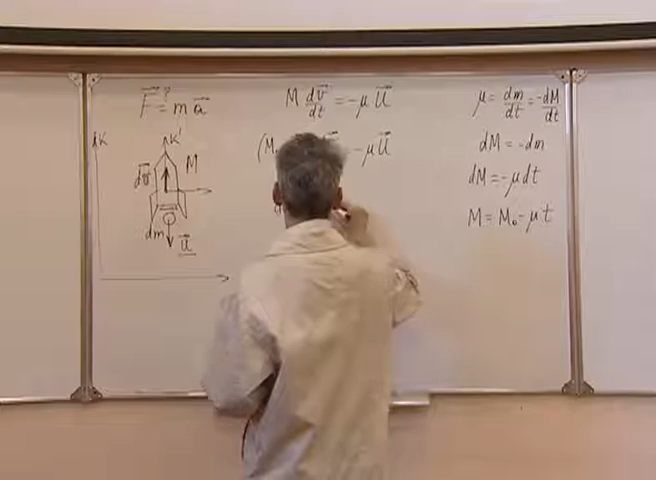 F⃗ ?= m a⃗
K
K'
dv⃗
M
dm
u⃗
M dv⃗/dt = -μ u⃗
(M - μ u⃗
μ = dm/dt = - dM/dt
dM = -dm
dM = -μdt
M = M₀ - μt